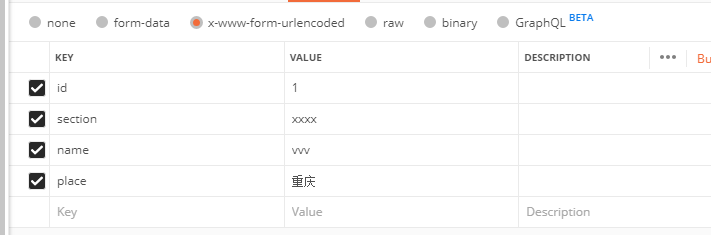 none form-data x-www-form-urlencoded raw binary GraphQL BETA
KEY VALUE DESCRIPTION ••• Bu
id 1
section xxxx
name vvv
place 重庆
Key Value Description